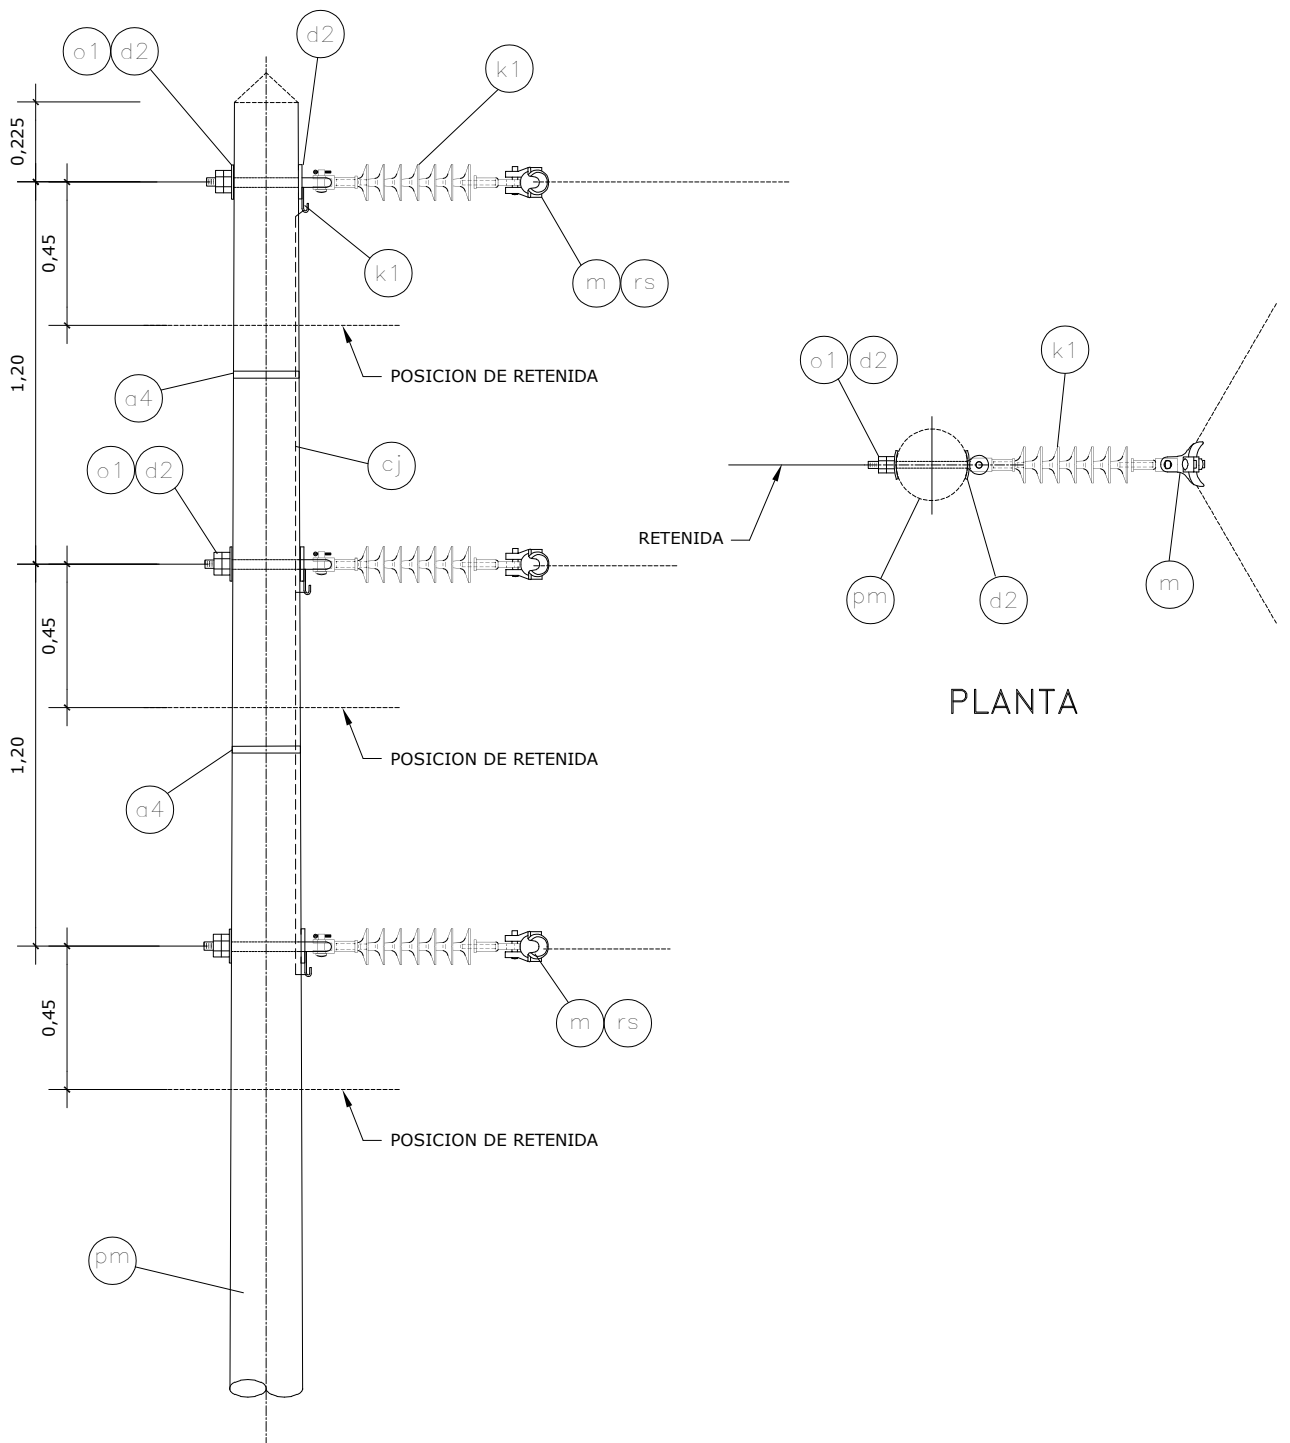 o1 d2
d2
k1
0,225
0,45
k1
m rs
1,20
POSICION DE RETENIDA
a4
o1 d2
k1
cj
o1 d2
RETENIDA
pm
d2
m
0,45
PLANTA
POSICION DE RETENIDA
1,20
a4
0,45
m rs
POSICION DE RETENIDA
pm